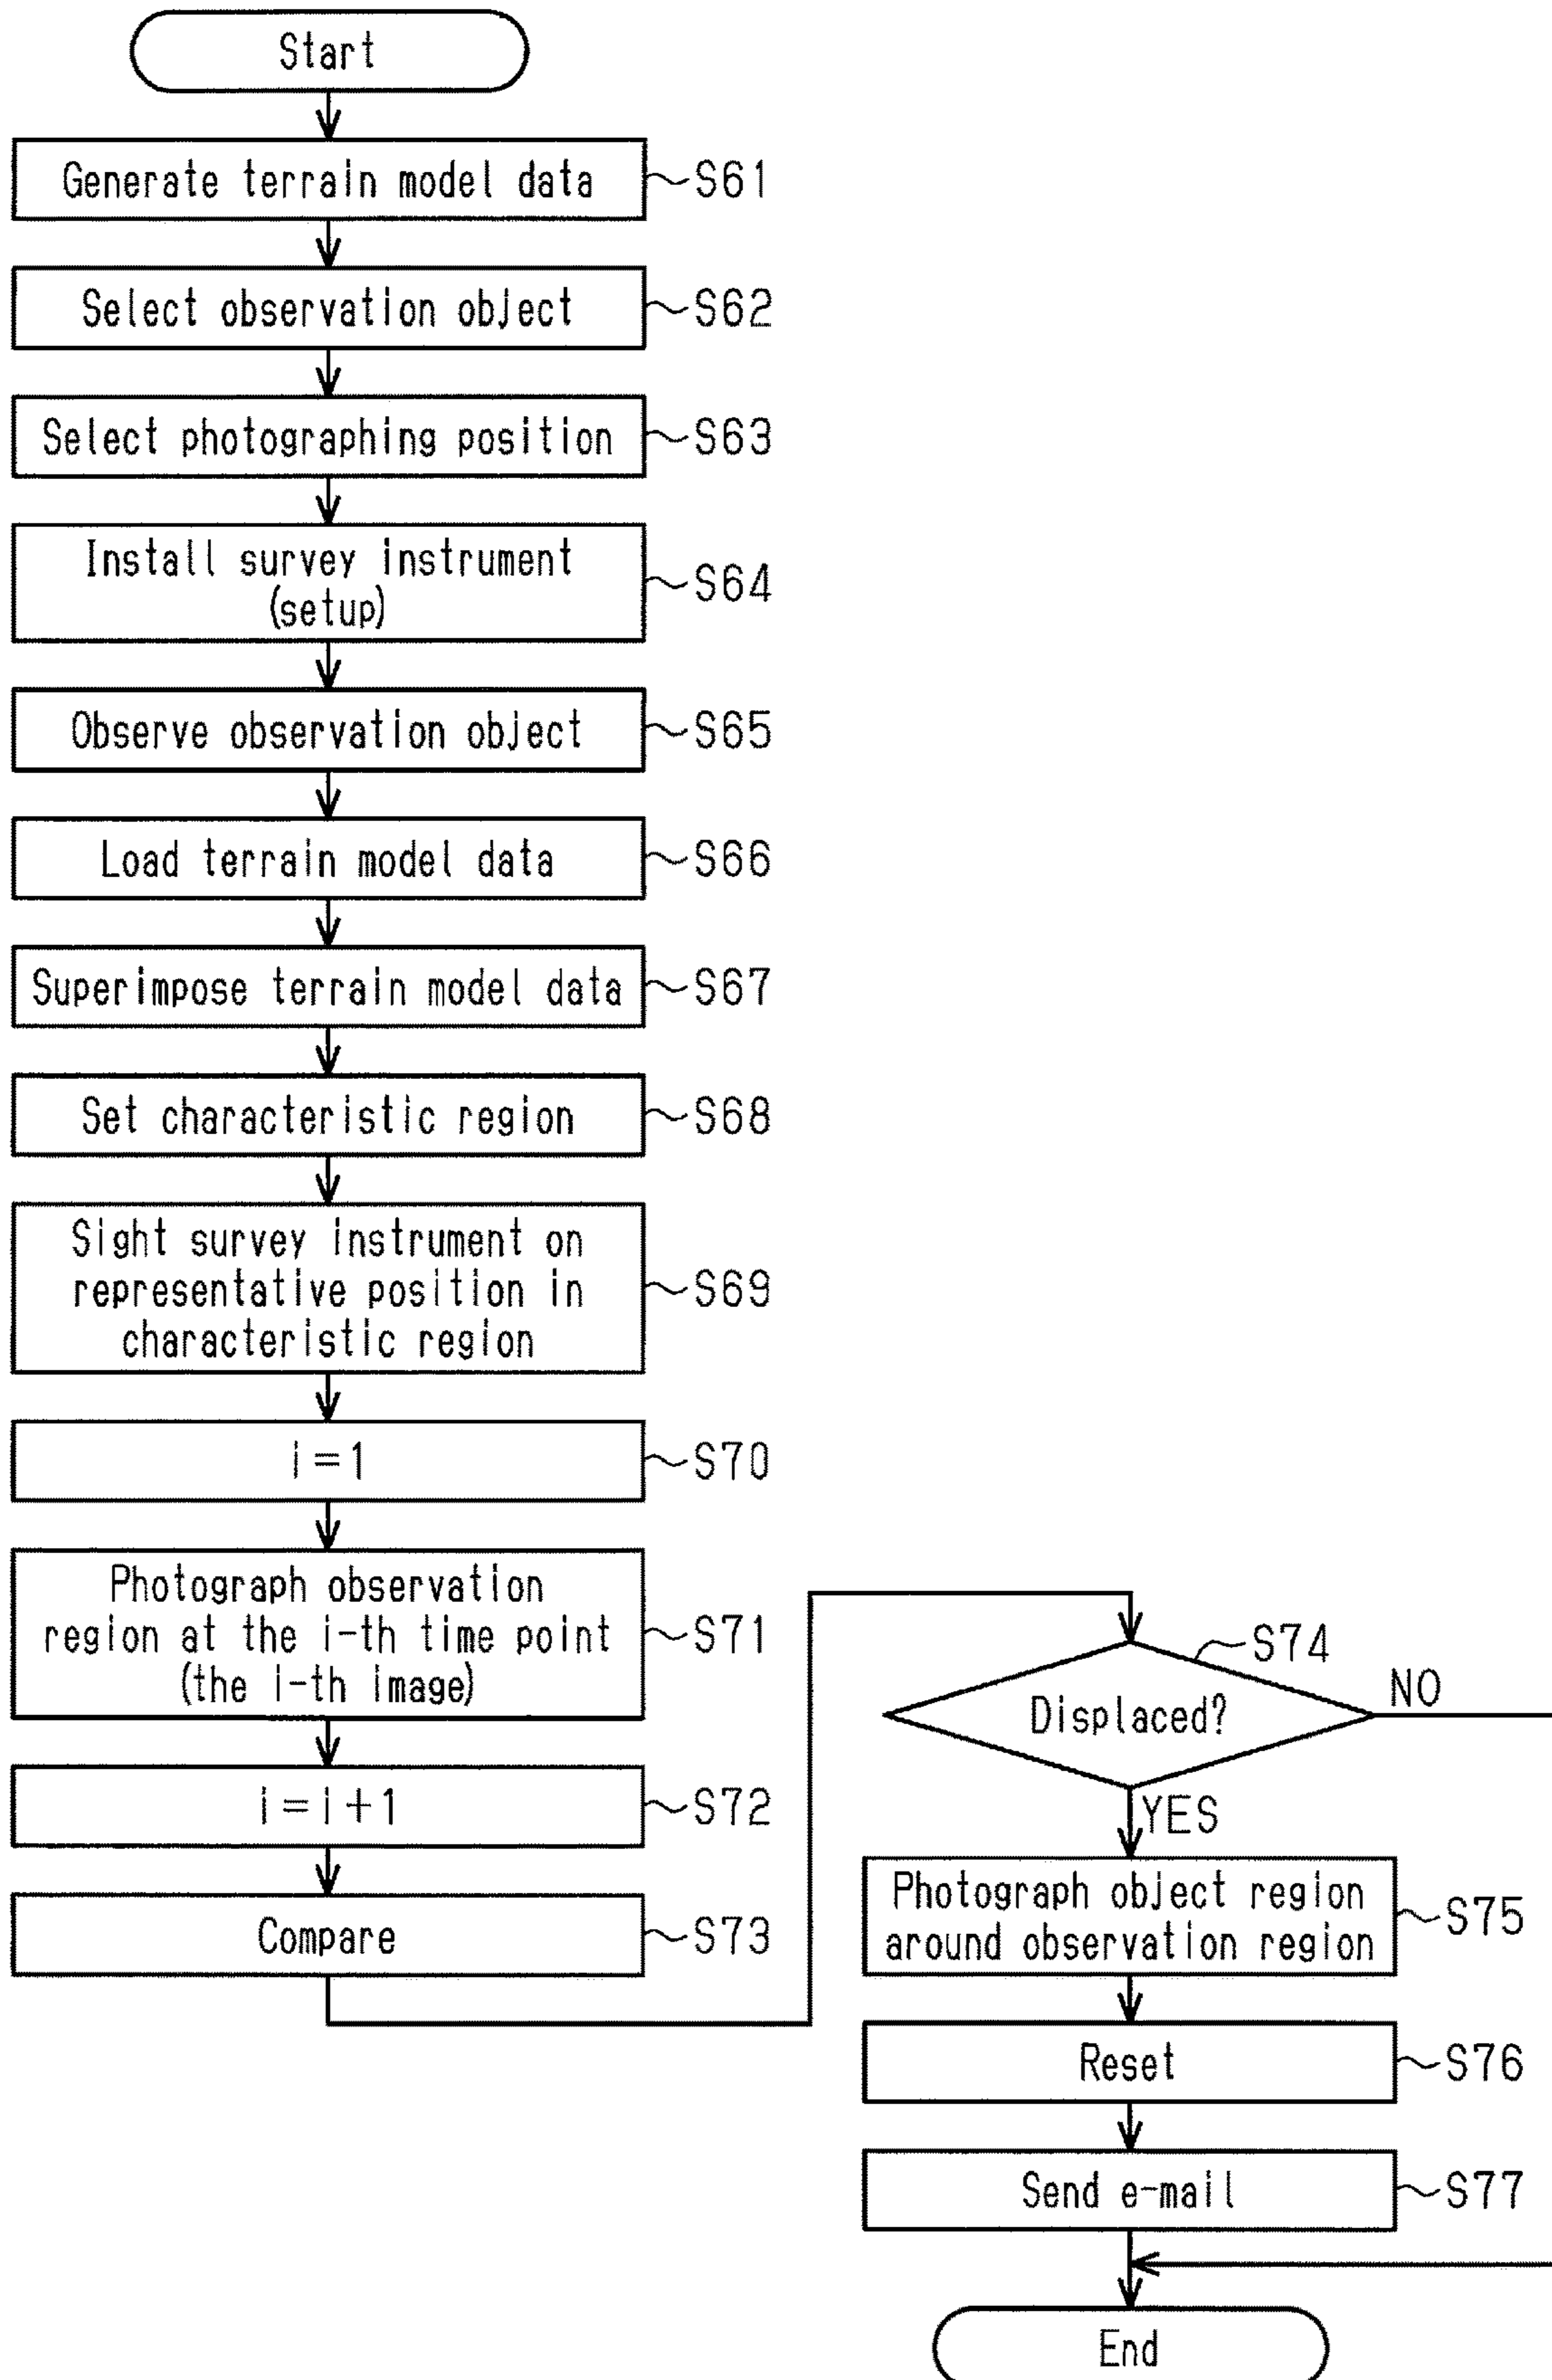 Start
Generate terrain model data
S61
Select observation object
S62
Select photographing position
S63
Install survey instrument
(setup)
S64
Observe observation object
S65
Load terrain model data
S66
Superimpose terrain model data
S67
Set characteristic region
S68
Sight survey instrument on
representative position in
characteristic region
S69
i=1
S70
Photograph observation
region at the i-th time point
(the i-th image)
S71
i=i+1
S72
Compare
S73
S74
Displaced?
NO
YES
Photograph object region
around observation region
S75
Reset
S76
Send e-mail
S77
End